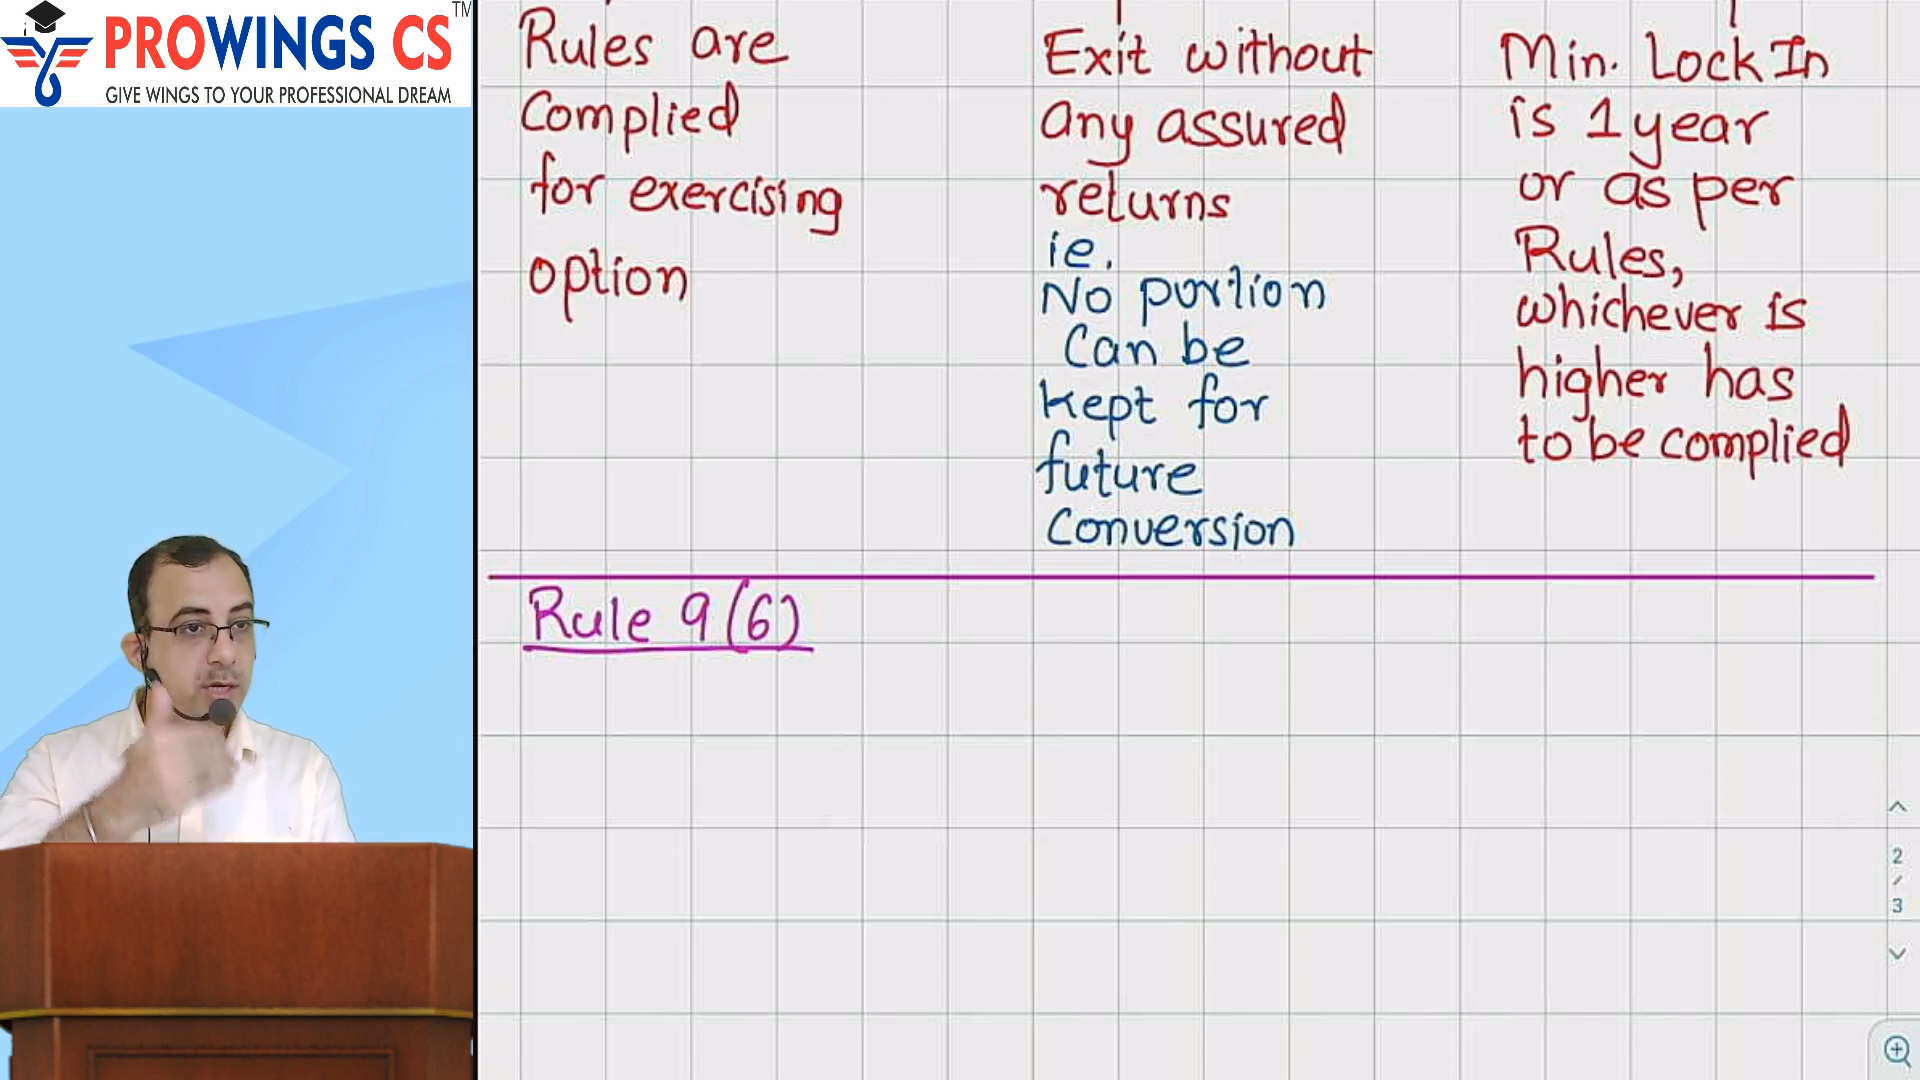 PROWINGS CS TM
GIVE WINGS TO YOUR PROFESSIONAL DREAM
Rules are
Complied
for exercising
option
Exit without
any assured
returns
ie.
No portion
Can be
kept for
future
Conversion
Min. Lock In
is 1 year
or as per
Rules,
whichever is
higher has
to be complied
Rule 9(6)
2
/
3